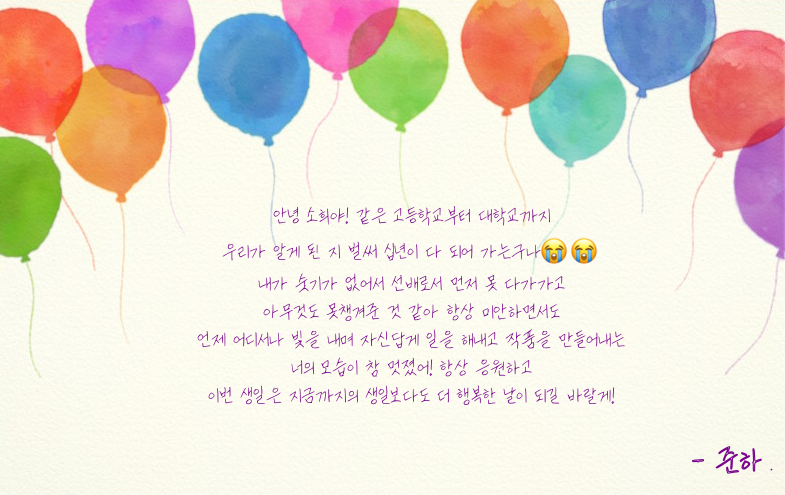 안녕 소희야! 같은 고등학교부터 대학교까지
우리가 알게 된 지 벌써 십년이 다 되어 가는구나😭😭
내가 숫기가 없어서 선배로서 먼저 못 다가가고
아무것도 못챙겨준 것 같아 항상 미안하면서도
언제 어디서나 빛을 내며 자신답게 일을 해내고 작품을 만들어내는
너의 모습이 참 멋졌어! 항상 응원하고
이번 생일은 지금까지의 생일보다도 더 행복한 날이 되길 바랄게!
- 준하.